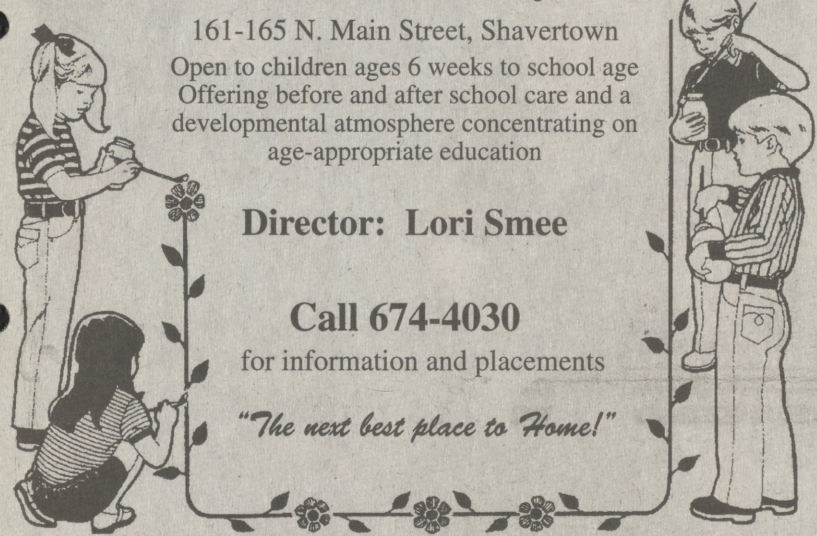 161-165 N. Main Street, Shavertown
Open to children ages 6 weeks to school age
Offering before and after school care and a
developmental atmosphere concentrating on
age-appropriate education
Director: Lori Smee
Call 674-4030
for information and placements
"The next best place to Home!"